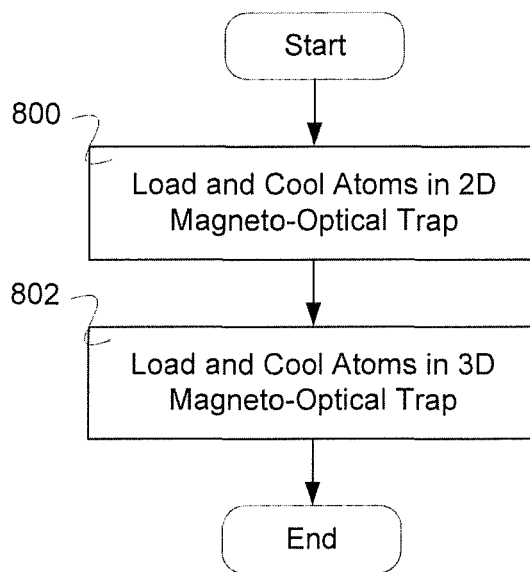 Start
800
Load and Cool Atoms in 2D
Magneto-Optical Trap
802
Load and Cool Atoms in 3D
Magneto-Optical Trap
End